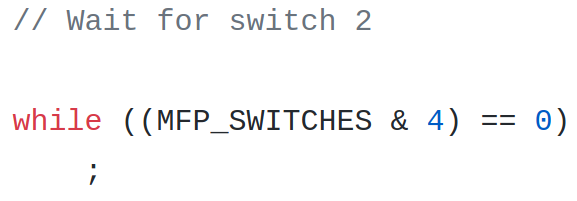 // Wait for switch 2
while ((MFP_SWITCHES & 4) == 0)
;